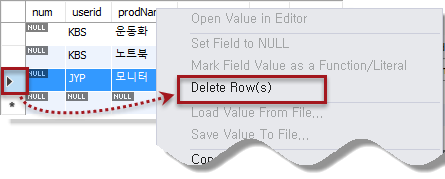 num userid prodNam
NULL KBS 운동화
NULL KBS 노트북
NULL JYP 모니터
NULL NULL NULL
Open Value in Editor
Set Field to NULL
Mark Field Value as a Function/Literal
Delete Row(s)
Load Value From File...
Save Value To File...